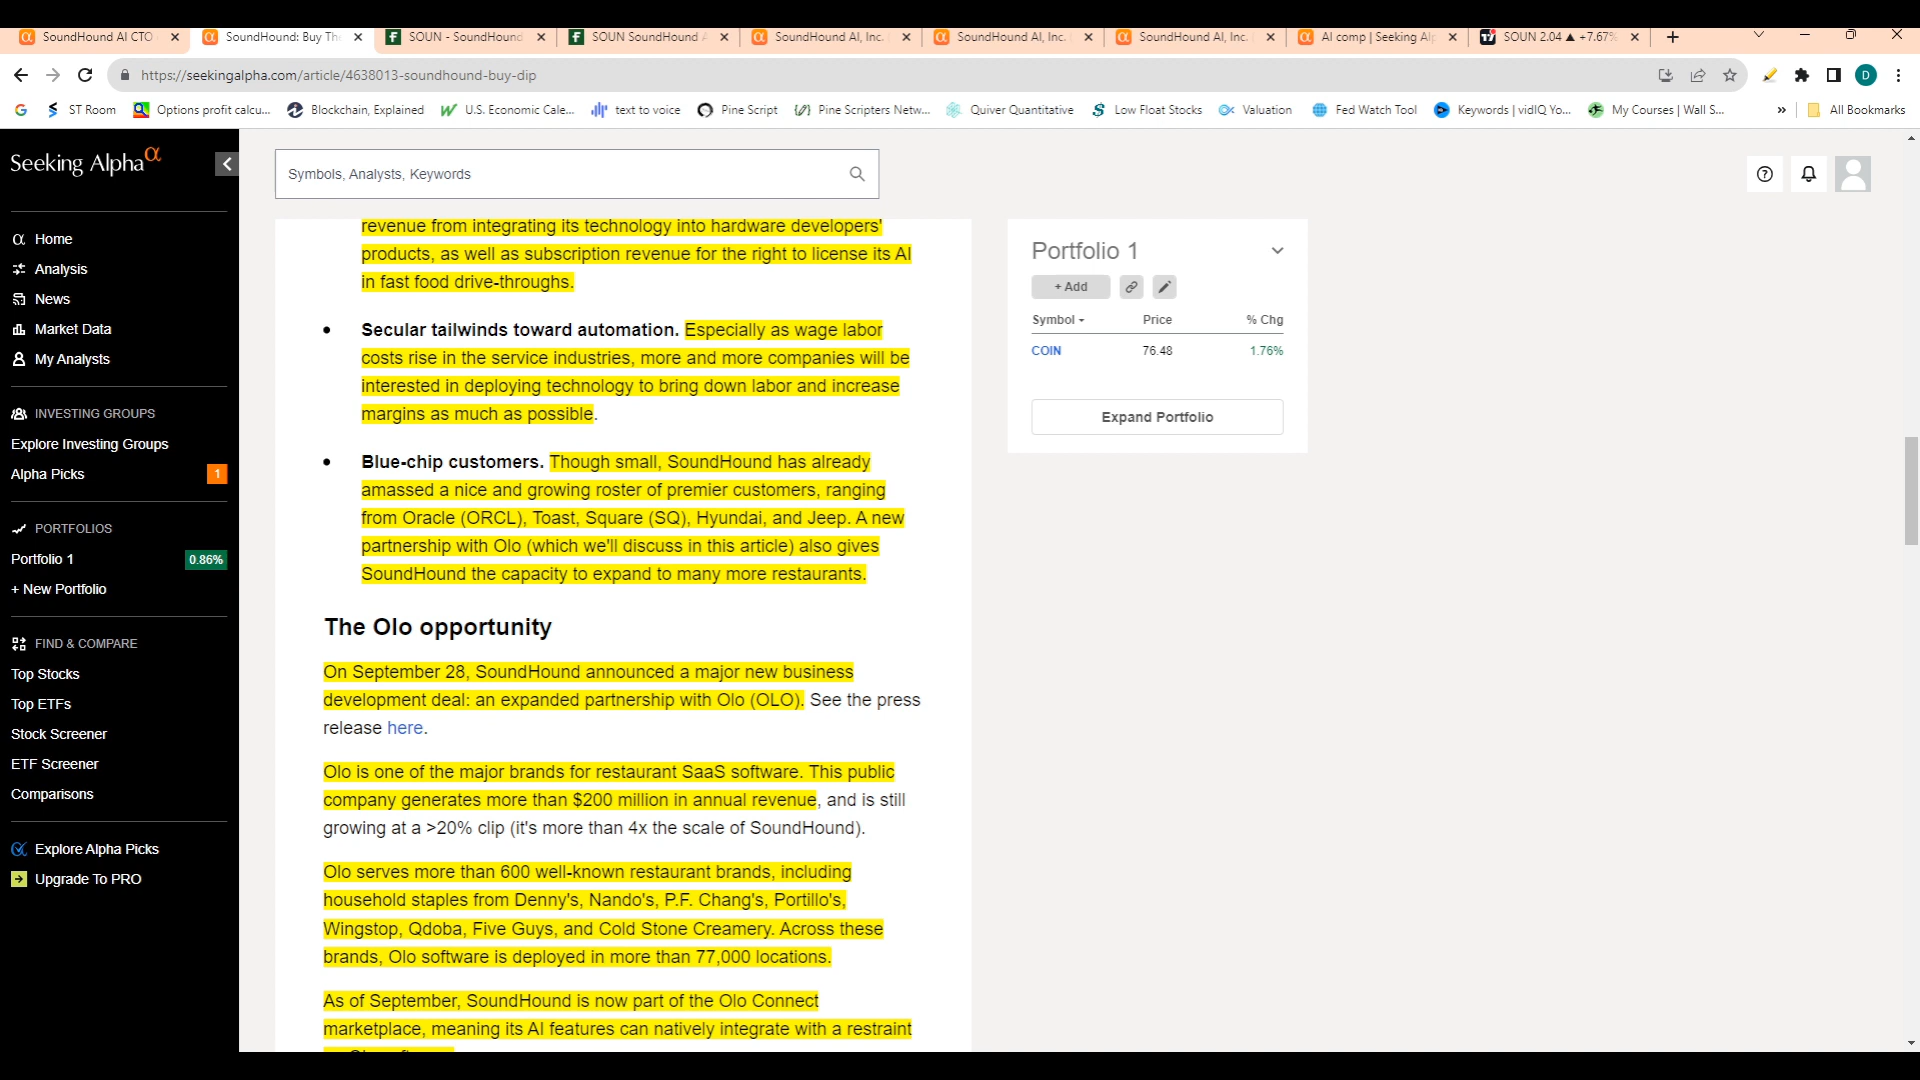 SoundHound AI CTO
SoundHound: Buy The
SOUN - SoundHound
SOUN SoundHound A
SoundHound AI, Inc. (
SoundHound AI, Inc. (
SoundHound AI, Inc. (
AI comp | Seeking Alp
SOUN 2.04 ▲ +7.67%
https://seekingalpha.com/article/4638013-soundhound-buy-dip
D
ST Room
Options profit calcu...
Blockchain, Explained
U.S. Economic Cale...
text to voice
Pine Script
Pine Scripters Netw...
Quiver Quantitative
Low Float Stocks
Valuation
Fed Watch Tool
Keywords | vidIQ Yo...
My Courses | Wall S...
»
All Bookmarks
Seeking Alpha α
Symbols, Analysts, Keywords
Home
Analysis
News
Market Data
My Analysts
INVESTING GROUPS
Explore Investing Groups
Alpha Picks 1
PORTFOLIOS
Portfolio 1 0.86%
+ New Portfolio
FIND & COMPARE
Top Stocks
Top ETFs
Stock Screener
ETF Screener
Comparisons
Explore Alpha Picks
Upgrade To PRO
revenue from integrating its technology into hardware developers'
products, as well as subscription revenue for the right to license its AI
in fast food drive-throughs.
• Secular tailwinds toward automation. Especially as wage labor
costs rise in the service industries, more and more companies will be
interested in deploying technology to bring down labor and increase
margins as much as possible.
• Blue-chip customers. Though small, SoundHound has already
amassed a nice and growing roster of premier customers, ranging
from Oracle (ORCL), Toast, Square (SQ), Hyundai, and Jeep. A new
partnership with Olo (which we'll discuss in this article) also gives
SoundHound the capacity to expand to many more restaurants.
The Olo opportunity
On September 28, SoundHound announced a major new business
development deal: an expanded partnership with Olo (OLO). See the press
release here.
Olo is one of the major brands for restaurant SaaS software. This public
company generates more than $200 million in annual revenue, and is still
growing at a >20% clip (it's more than 4x the scale of SoundHound).
Olo serves more than 600 well-known restaurant brands, including
household staples from Denny's, Nando's, P.F. Chang's, Portillo's,
Wingstop, Qdoba, Five Guys, and Cold Stone Creamery. Across these
brands, Olo software is deployed in more than 77,000 locations.
As of September, SoundHound is now part of the Olo Connect
marketplace, meaning its AI features can natively integrate with a restraint
Portfolio 1
+ Add
Symbol Price % Chg
COIN 76.48 1.76%
Expand Portfolio